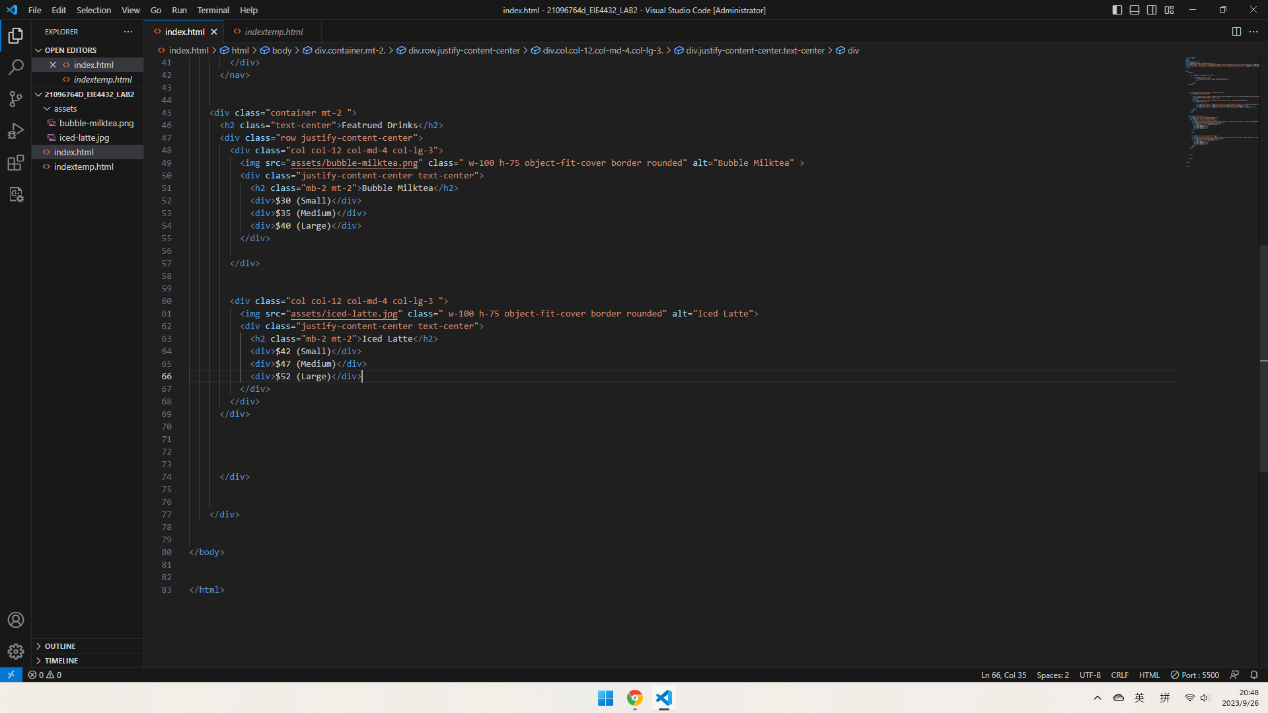 File Edit Selection View Go Run Terminal Help
index.html - 21096764d_EIE4432_LAB2 - Visual Studio Code [Administrator]
EXPLORER
OPEN EDITORS
index.html
indextemp.html
21096764D_EIE4432_LAB2
assets
bubble-milktea.png
iced-latte.jpg
index.html
indextemp.html
OUTLINE
TIMELINE
index.html indextemp.html
index.html > html > body > div.container.mt-2. > div.row.justify-content-center > div.col.col-12.col-md-4.col-lg-3. > div.justify-content-center.text-center > div
41 </div>
42 </nav>
43
44
45 <div class="container mt-2 ">
46 <h2 class="text-center">Featrued Drinks</h2>
47 <div class="row justify-content-center">
48 <div class="col col-12 col-md-4 col-lg-3">
49 <img src="assets/bubble-milktea.png" class=" w-100 h-75 object-fit-cover border rounded" alt="Bubble Milktea" >
50 <div class="justify-content-center text-center">
51 <h2 class="mb-2 mt-2">Bubble Milktea</h2>
52 <div>$30 (Small)</div>
53 <div>$35 (Medium)</div>
54 <div>$40 (Large)</div>
55 </div>
56
57 </div>
58
59
60 <div class="col col-12 col-md-4 col-lg-3 ">
61 <img src="assets/iced-latte.jpg" class=" w-100 h-75 object-fit-cover border rounded" alt="Iced Latte">
62 <div class="justify-content-center text-center">
63 <h2 class="mb-2 mt-2">Iced Latte</h2>
64 <div>$42 (Small)</div>
65 <div>$47 (Medium)</div>
66 <div>$52 (Large)</div>
67 </div>
68 </div>
69 </div>
70
71
72
73
74 </div>
75
76
77 </div>
78
79
80 </body>
81
82
83 </html>
0 0
Ln 66, Col 35 Spaces: 2 UTF-8 CRLF HTML Port : 5500
英 拼
20:48
2023/9/26